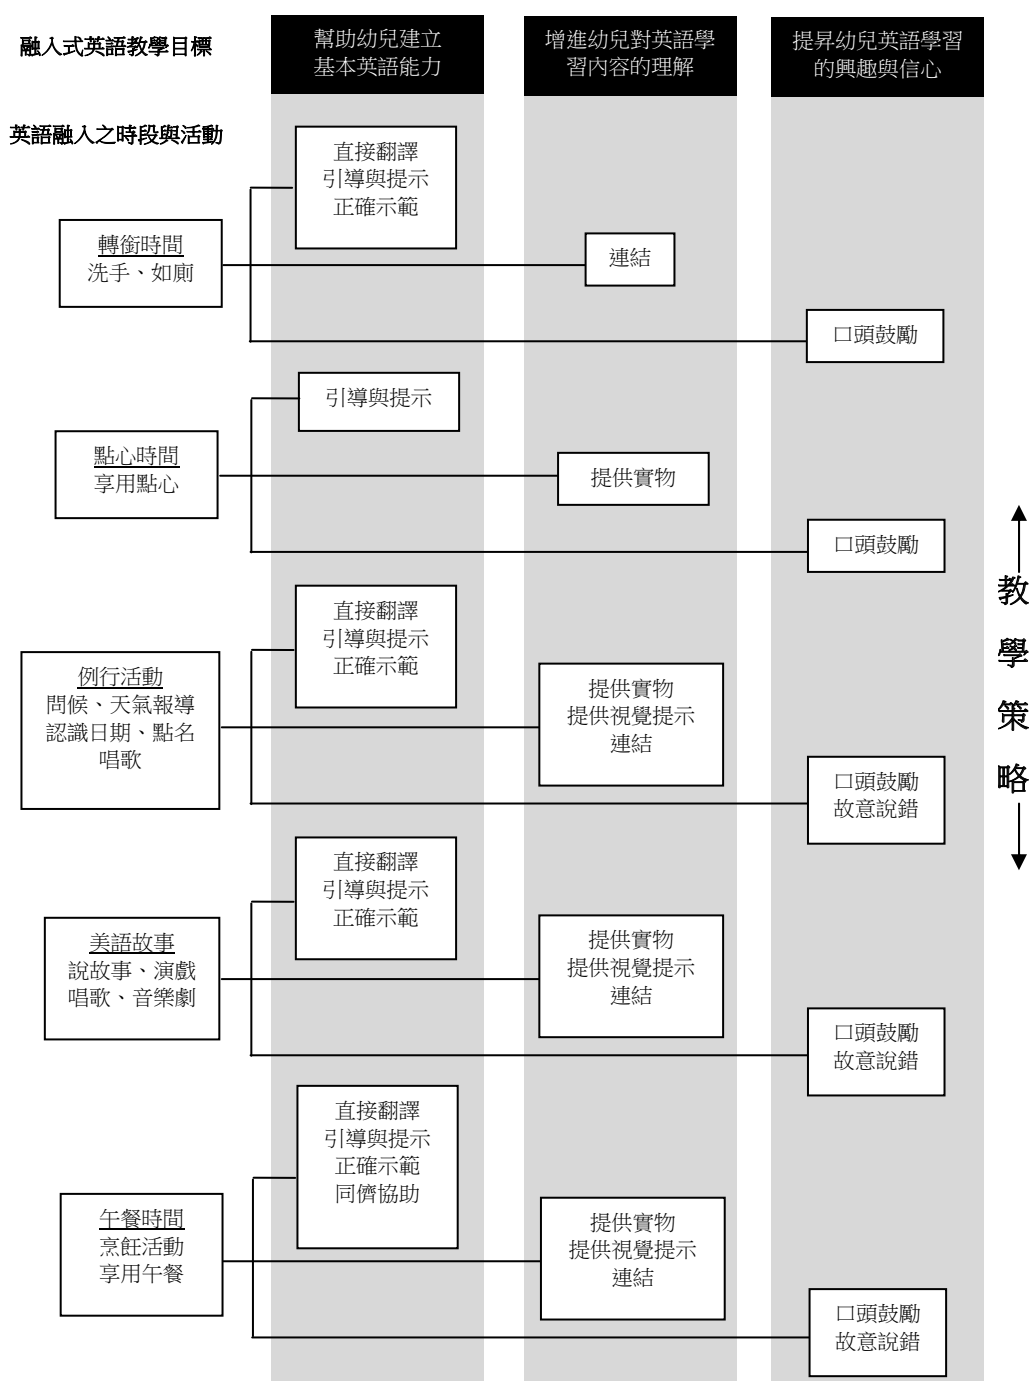 融入式英語教學目標
幫助幼兒建立
基本英語能力
增進幼兒對英語學
習內容的理解
提昇幼兒英語學習
的興趣與信心
英語融入之時段與活動
轉銜時間
洗手、如廁
直接翻譯
引導與提示
正確示範
連結
口頭鼓勵
點心時間
享用點心
引導與提示
提供實物
口頭鼓勵
例行活動
問候、天氣報導
認識日期、點名
唱歌
直接翻譯
引導與提示
正確示範
提供實物
提供視覺提示
連結
口頭鼓勵
故意說錯
美語故事
說故事、演戲
唱歌、音樂劇
直接翻譯
引導與提示
正確示範
提供實物
提供視覺提示
連結
口頭鼓勵
故意說錯
午餐時間
烹飪活動
享用午餐
直接翻譯
引導與提示
正確示範
同儕協助
提供實物
提供視覺提示
連結
口頭鼓勵
故意說錯
教學策略